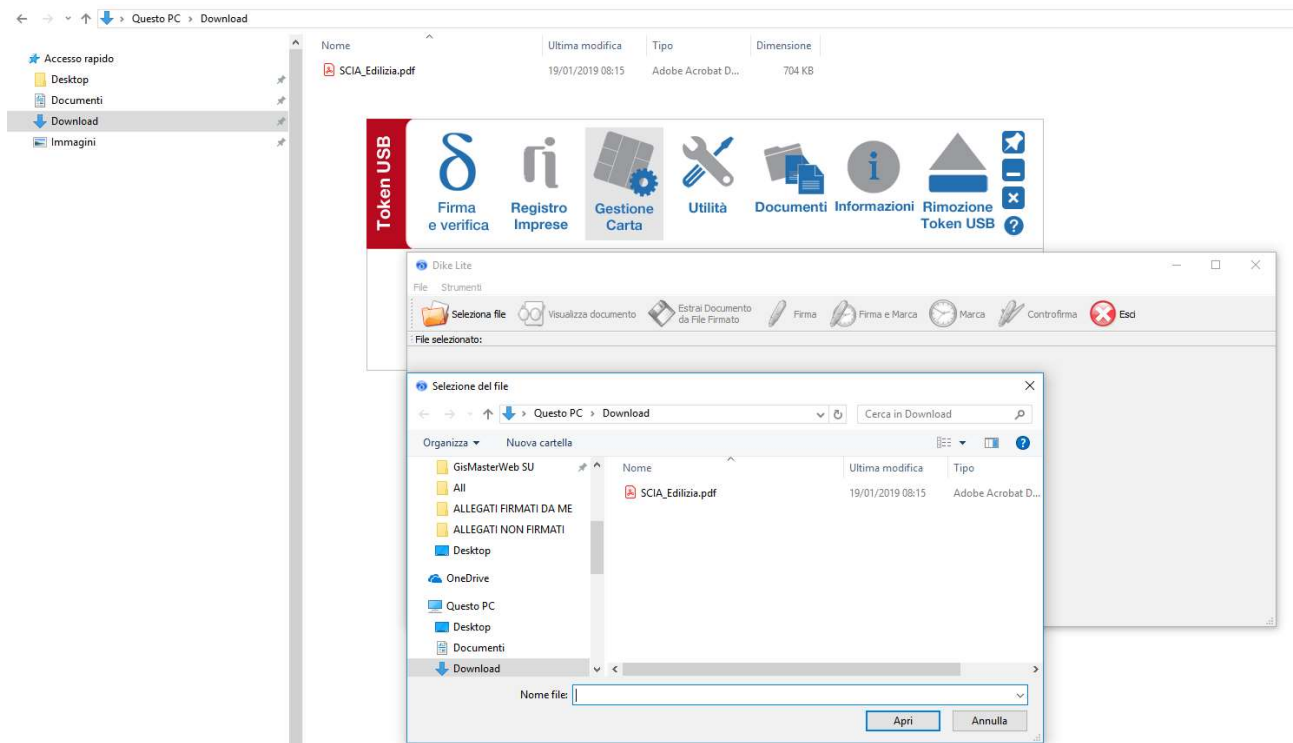 Questo PC > Download
Accesso rapido
Desktop
Documenti
Download
Immagini
Nome Ultima modifica Tipo Dimensione
SCIA_Edilizia.pdf 19/01/2019 08:15 Adobe Acrobat D... 704 KB
Token USB
Firma e verifica
Registro Imprese
Gestione Carta
Utilità
Documenti
Informazioni
Rimozione Token USB
Dike Lite
File Strumenti
Seleziona file
Visualizza documento
Estrai Documento da File Firmato
Firma
Firma e Marca
Marca
Controfirma
Esci
File selezionato:
Selezione del file
Questo PC > Download
Cerca in Download
Organizza Nuova cartella
GisMasterWeb SU
All
ALLEGATI FIRMATI DA ME
ALLEGATI NON FIRMATI
Desktop
OneDrive
Questo PC
Desktop
Documenti
Download
Nome Ultima modifica Tipo
SCIA_Edilizia.pdf 19/01/2019 08:15 Adobe Acrobat D...
Nome file:
Apri Annulla